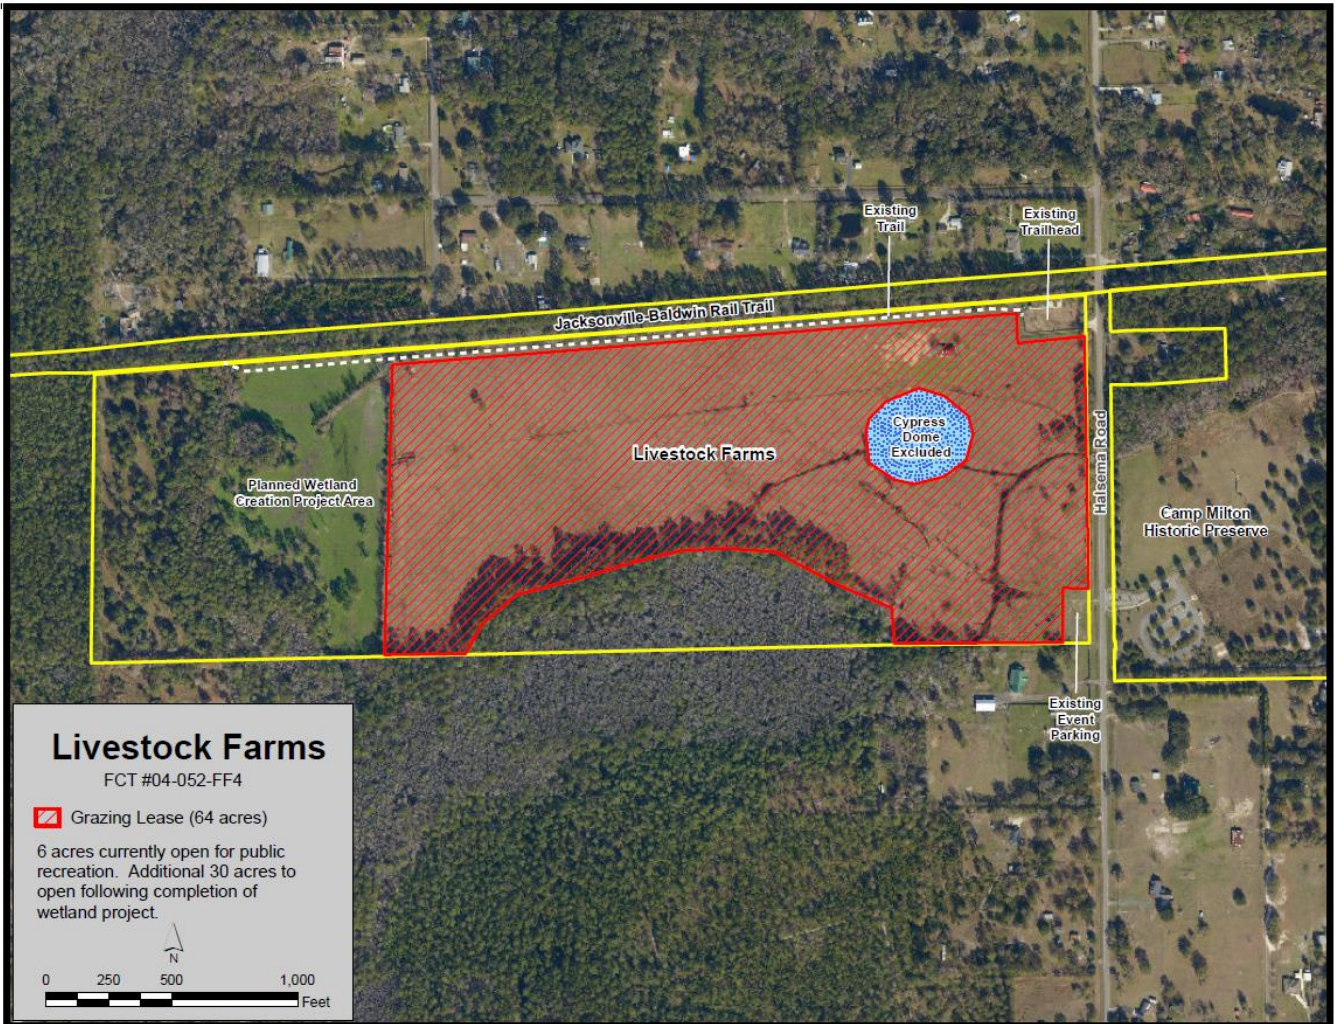 Existing
Trail
Existing
Trailhead
Jacksonville-Baldwin Rail Trail
Cypress
Dome
Excluded
Livestock Farms
Planned Wetland
Creation Project Area
Halsema Road
Camp Milton
Historic Preserve
Existing
Event
Parking
Livestock Farms
FCT #04-052-FF4
Grazing Lease (64 acres)
6 acres currently open for public
recreation. Additional 30 acres to
open following completion of
wetland project.
N
0 250 500 1,000
Feet